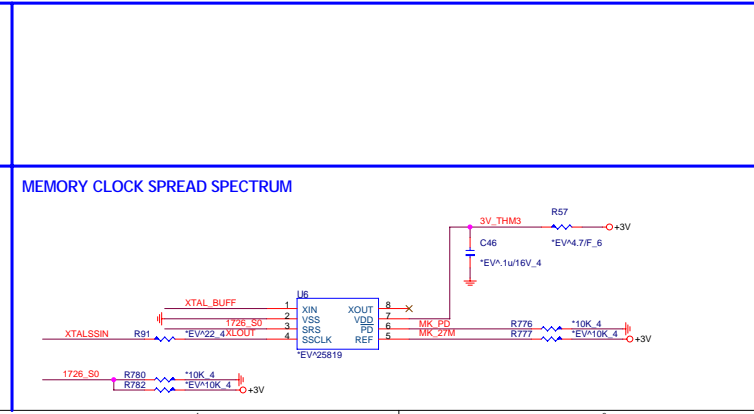 MEMORY CLOCK SPREAD SPECTRUM
R57
3V_THM3
+3V
C46
*EV^4.7/F_6
*EV^.1u/16V_4
U6
XTAL_BUFF
1 XIN XOUT 8
2 VSS VDD 7
1726_S0 3 SRS PD 6 MK_PD R776 *10K_4
XTALSSIN R91 *EV^22_4 XLOUT 4 SSCLK REF 5 MK_27M R777 *EV^10K_4 +3V
*EV^25819
1726_S0 R780 *10K_4
R782 *EV^10K_4 +3V